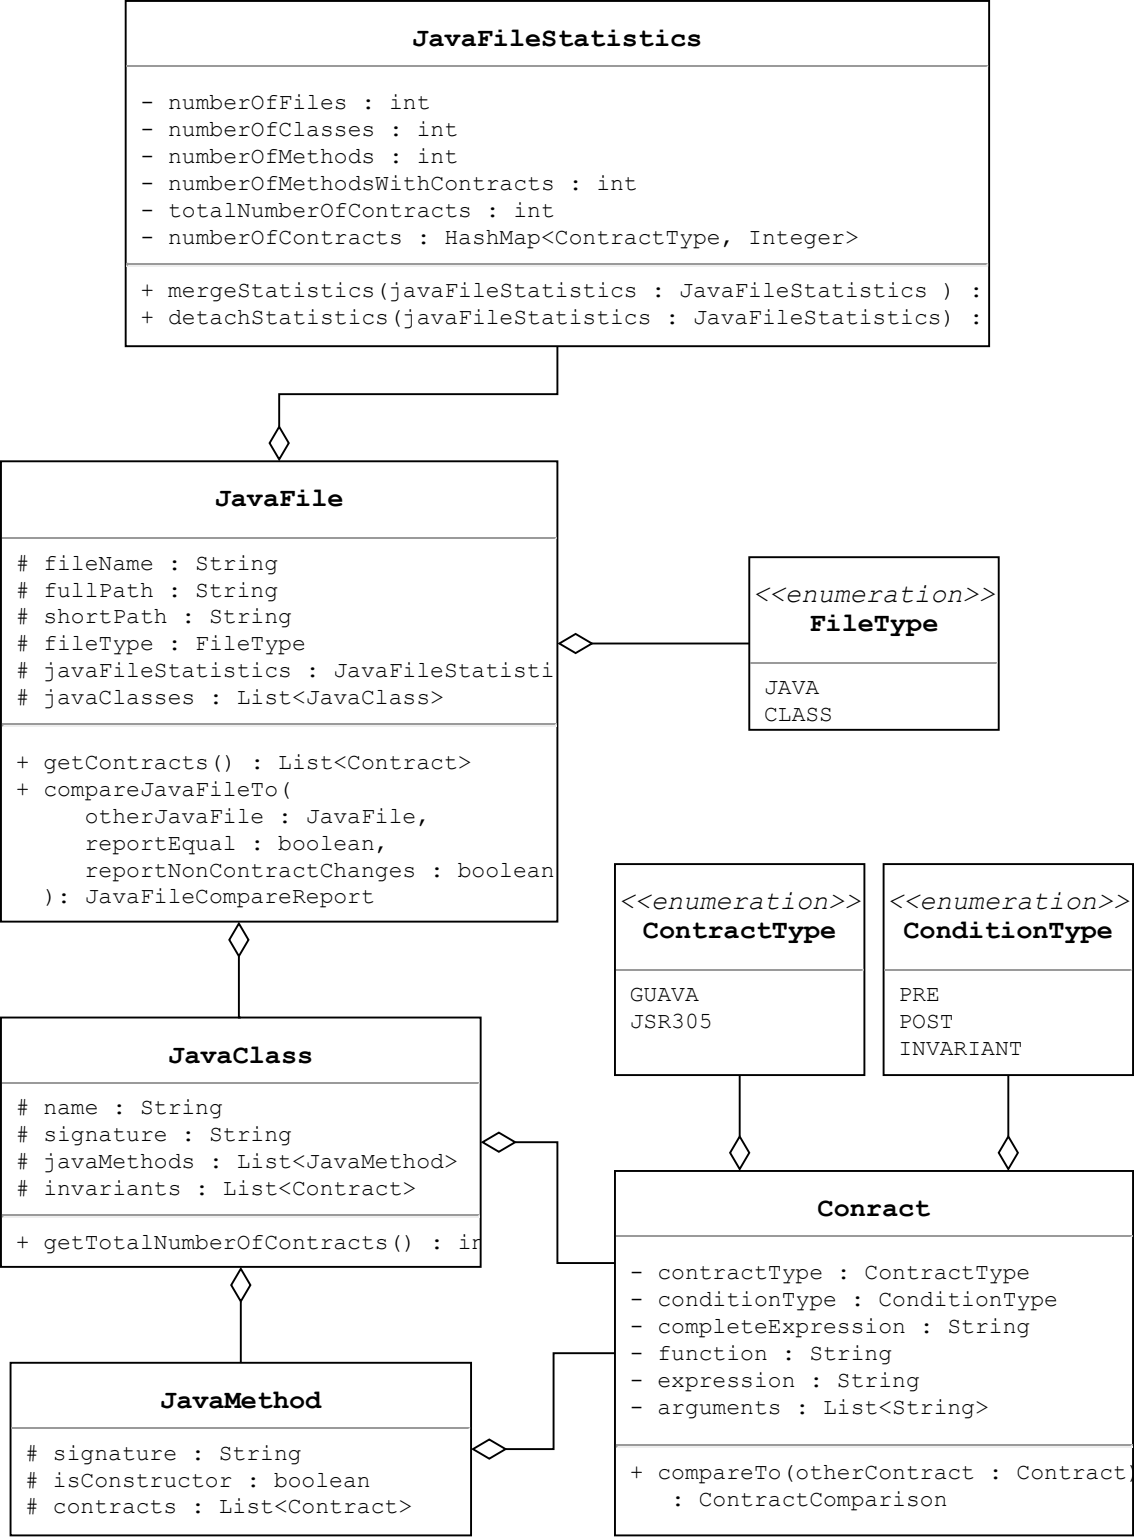 JavaFileStatistics
- numberOfFiles : int
- numberOfClasses : int
- numberOfMethods : int
- numberOfMethodsWithContracts : int
- totalNumberOfContracts : int
- numberOfContracts : HashMap<ContractType, Integer>
+ mergeStatistics(javaFileStatistics : JavaFileStatistics ) :
+ detachStatistics(javaFileStatistics : JavaFileStatistics) :
JavaFile
# fileName : String
# fullPath : String
# shortPath : String
# fileType : FileType
# javaFileStatistics : JavaFileStatisti
# javaClasses : List<JavaClass>
+ getContracts() : List<Contract>
+ compareJavaFileTo(
otherJavaFile : JavaFile,
reportEqual : boolean,
reportNonContractChanges : boolean
): JavaFileCompareReport
<<enumeration>>
FileType
JAVA
CLASS
<<enumeration>>
ContractType
GUAVA
JSR305
<<enumeration>>
ConditionType
PRE
POST
INVARIANT
JavaClass
# name : String
# signature : String
# javaMethods : List<JavaMethod>
# invariants : List<Contract>
+ getTotalNumberOfContracts() : in
Conract
- contractType : ContractType
- conditionType : ConditionType
- completeExpression : String
- function : String
- expression : String
- arguments : List<String>
+ compareTo(otherContract : Contract)
: ContractComparison
JavaMethod
# signature : String
# isConstructor : boolean
# contracts : List<Contract>